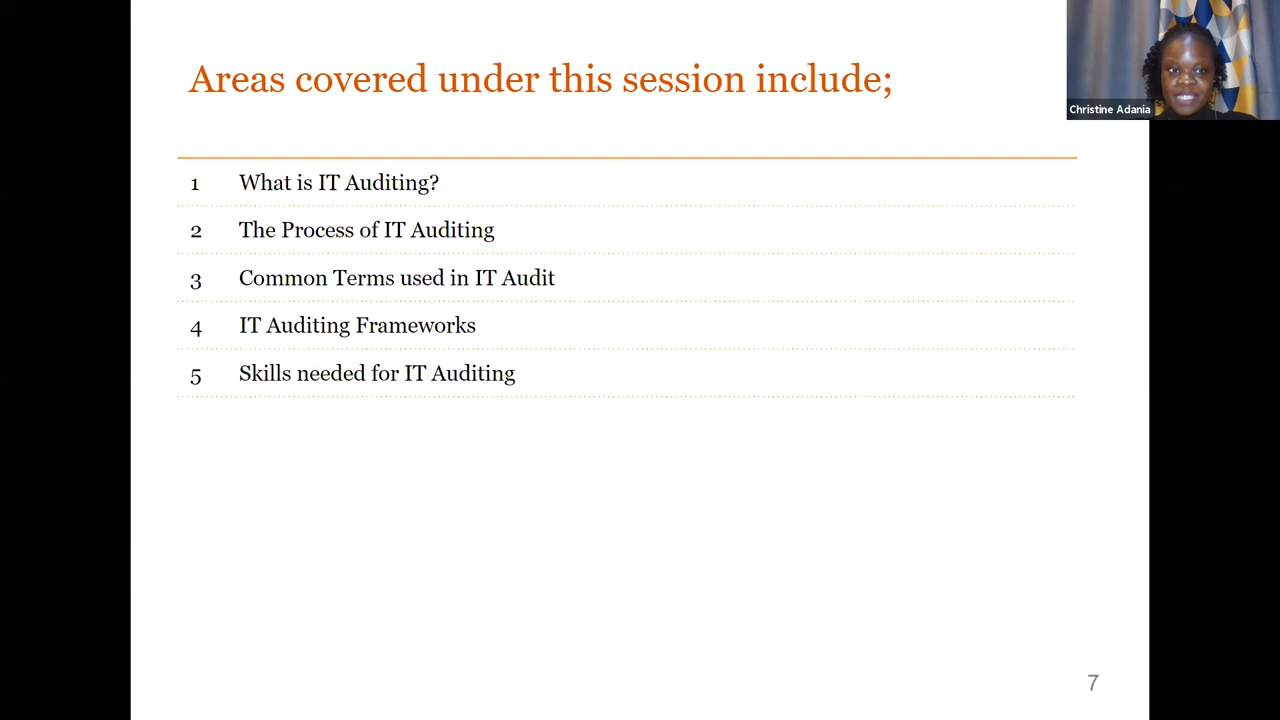 Areas covered under this session include;
Christine Adania
1 What is IT Auditing?
2 The Process of IT Auditing
3 Common Terms used in IT Audit
4 IT Auditing Frameworks
5 Skills needed for IT Auditing
7